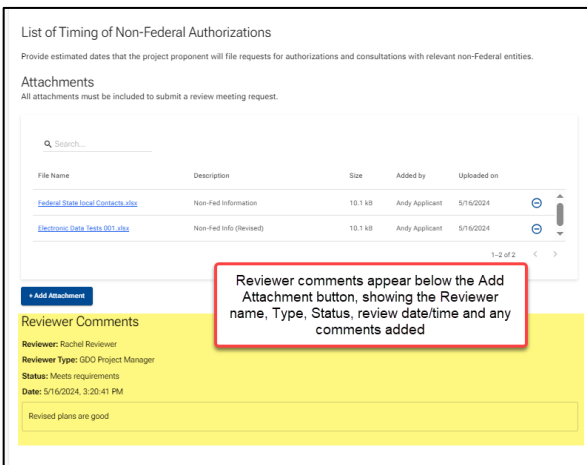 List of Timing of Non-Federal Authorizations
Provide estimated dates that the project proponent will file requests for authorizations and consultations with relevant non-Federal entities.
Attachments
All attachments must be included to submit a review meeting request.
Search...
File Name Description Size Added by Uploaded on
Federal State local Contacts.xlsx Non-Fed Information 10.1 kB Andy Applicant 5/16/2024
Electronic Data Tests 001.xlsx Non-Fed Info (Revised) 10.1 kB Andy Applicant 5/16/2024
1–2 of 2
+ Add Attachment
Reviewer comments appear below the Add
Attachment button, showing the Reviewer
name, Type, Status, review date/time and any
comments added
Reviewer Comments
Reviewer: Rachel Reviewer
Reviewer Type: GDO Project Manager
Status: Meets requirements
Date: 5/16/2024, 3:20:41 PM
Revised plans are good